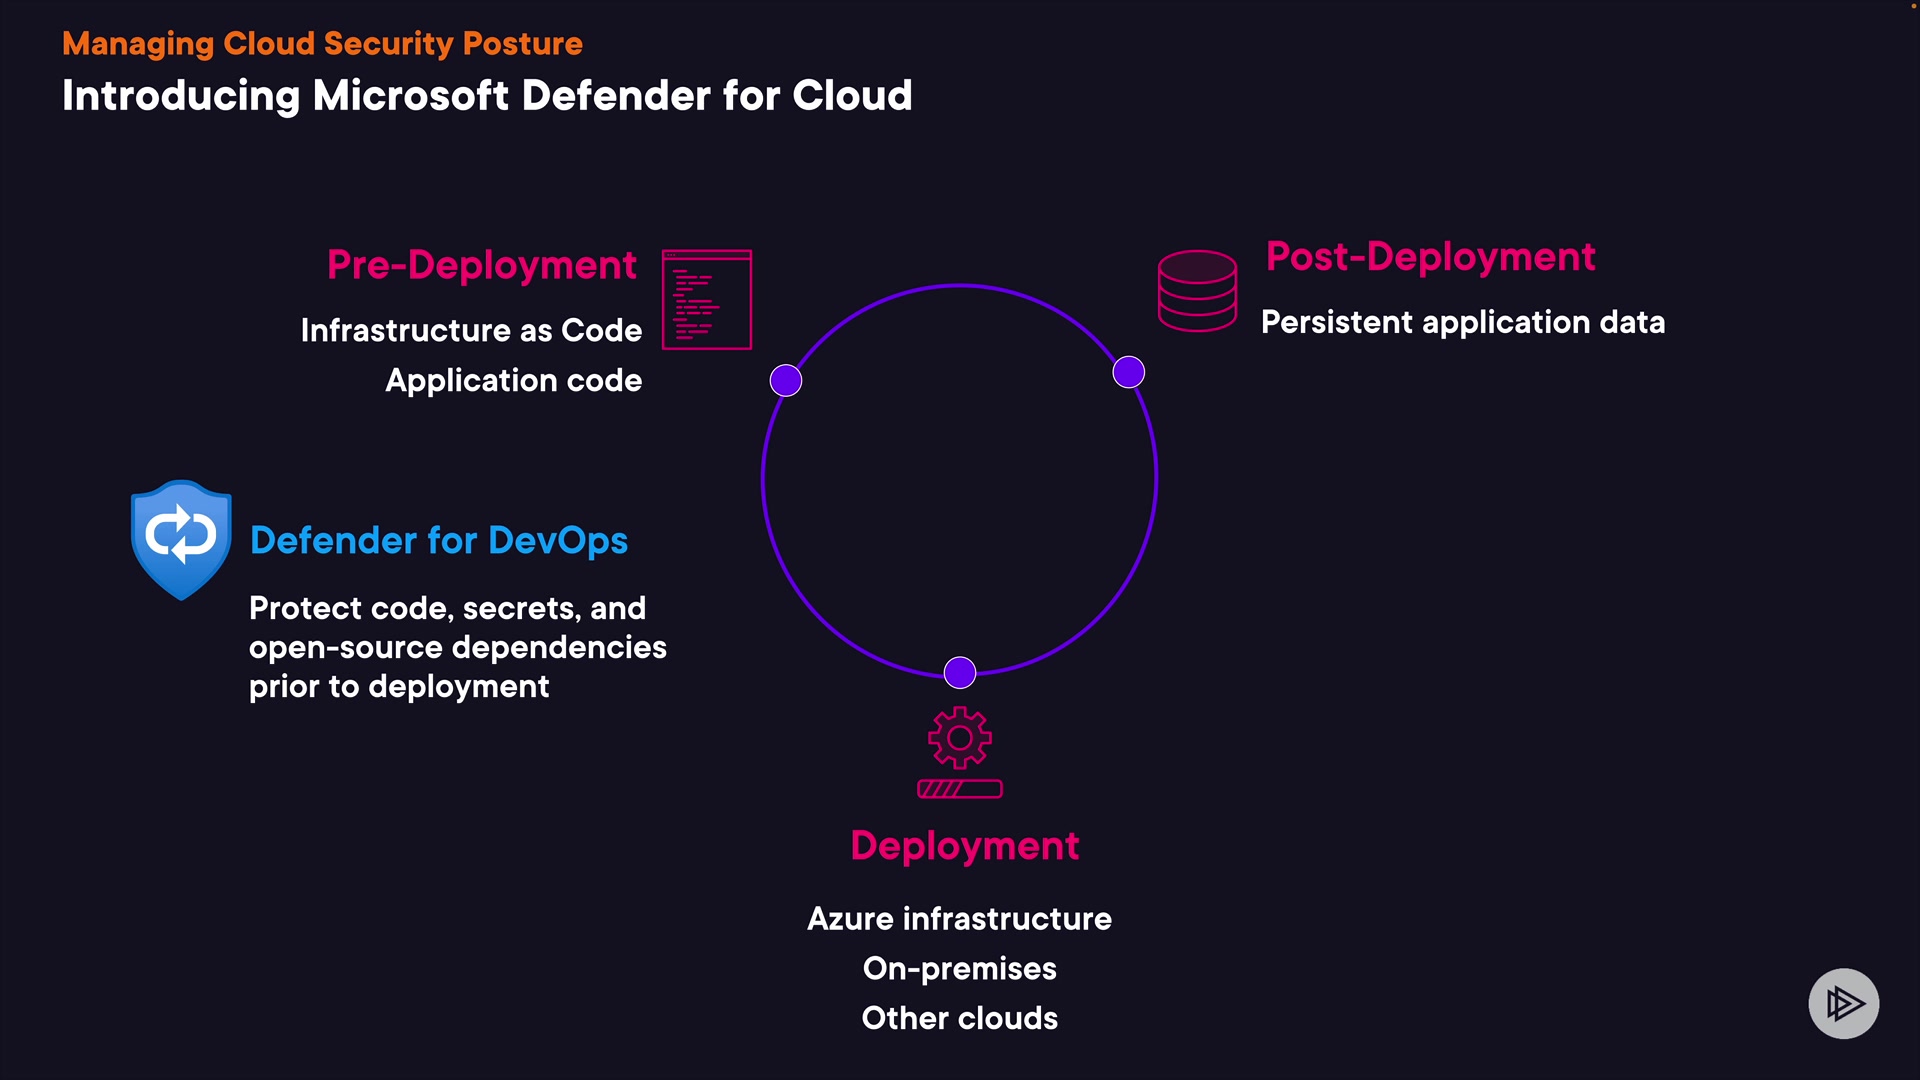 Managing Cloud Security Posture
Introducing Microsoft Defender for Cloud
Pre-Deployment
Infrastructure as Code
Application code
Post-Deployment
Persistent application data
Defender for DevOps
Protect code, secrets, and
open-source dependencies
prior to deployment
Deployment
Azure infrastructure
On-premises
Other clouds